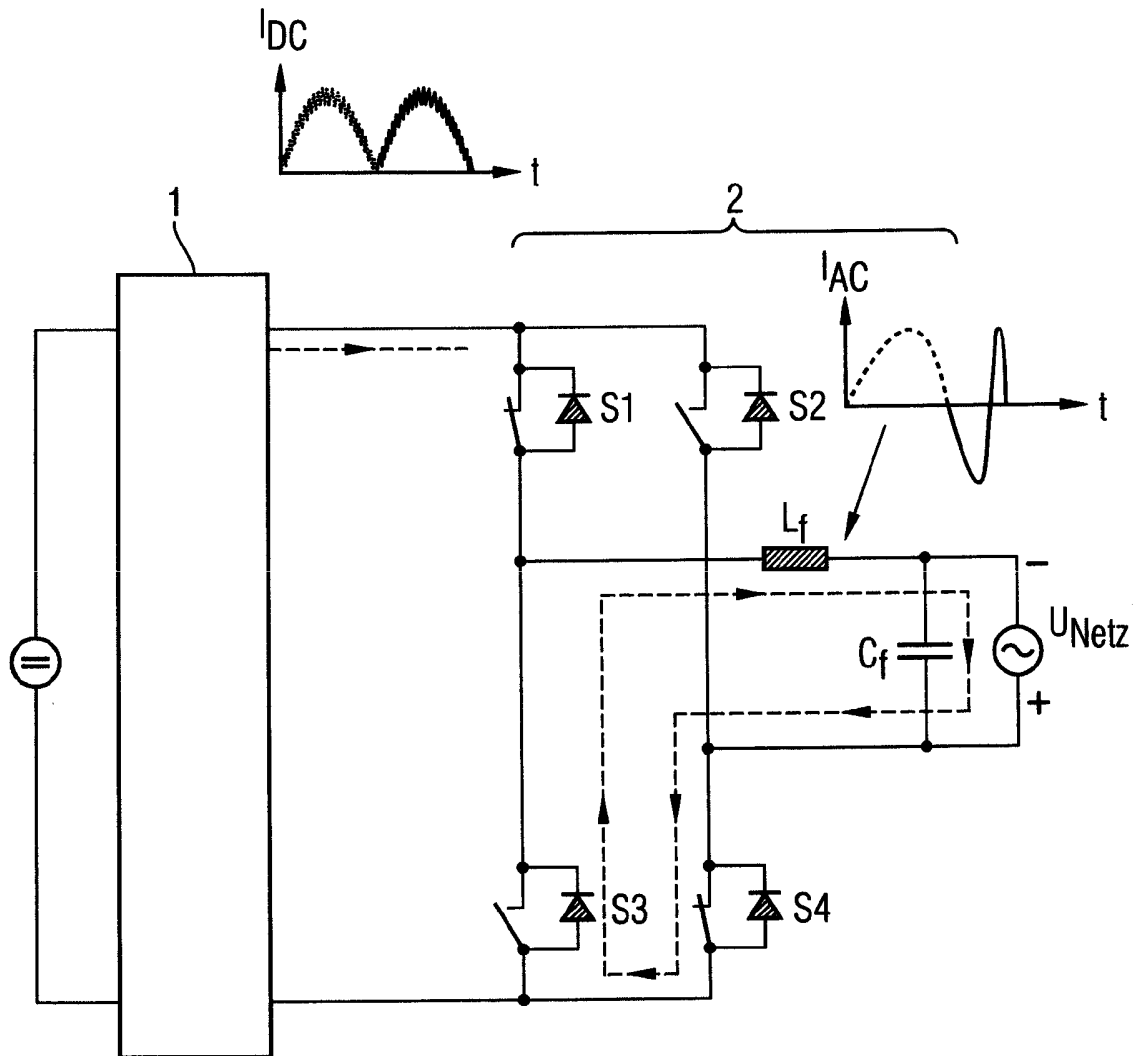 I_DC
t
1
2
I_AC
t
S1
S2
L_f
−
C_f
U_Netz
+
S3
S4